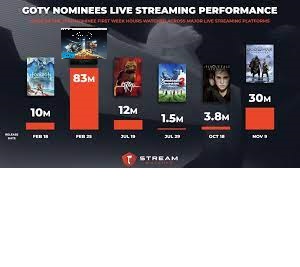 GOTY NOMINEES LIVE STREAMING PERFORMANCE
NOMINEE FIRST WEEK HOURS WATCHED ACROSS MAJOR LIVE STREAMING PLATFORMS
10M
83M
12M
1.5M
3.8M
30M
RELEASE DATE
FEB 18
FEB 25
JUL 19
JUL 29
OCT 18
NOV 9
STREAM